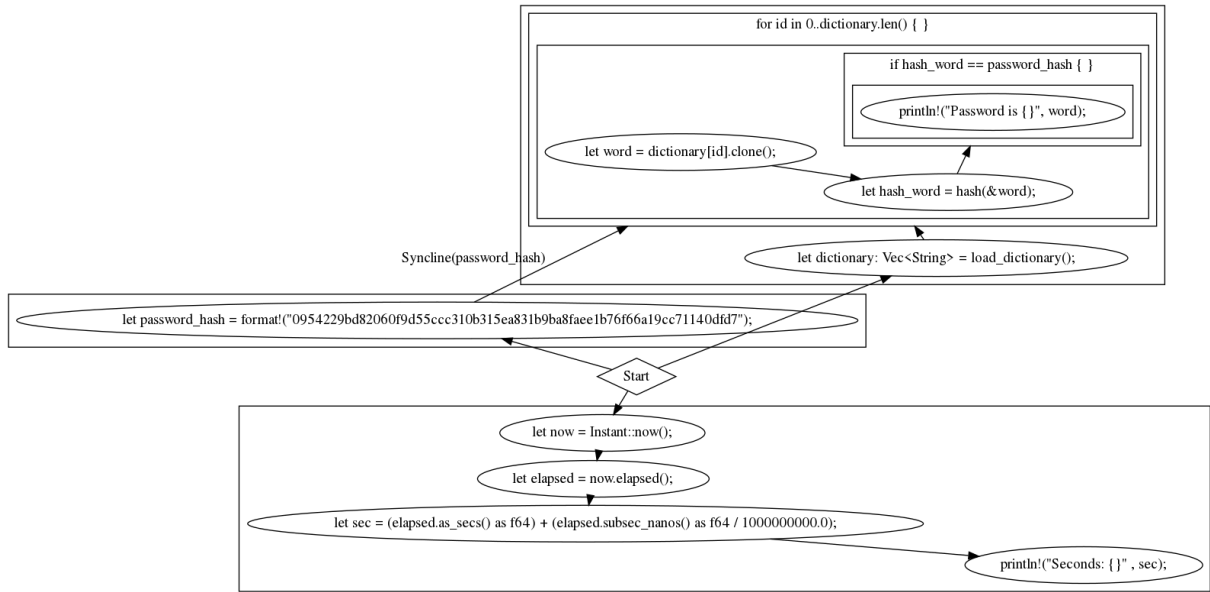 for id in 0..dictionary.len() { }
if hash_word == password_hash { }
println!("Password is {}", word);
let word = dictionary[id].clone();
let hash_word = hash(&word);
Syncline(password_hash)
let dictionary: Vec<String> = load_dictionary();
let password_hash = format!("0954229bd82060f9d55ccc310b315ea831b9ba8faee1b76f66a19cc71140dfd7");
Start
let now = Instant::now();
let elapsed = now.elapsed();
let sec = (elapsed.as_secs() as f64) + (elapsed.subsec_nanos() as f64 / 1000000000.0);
println!("Seconds: {}" , sec);